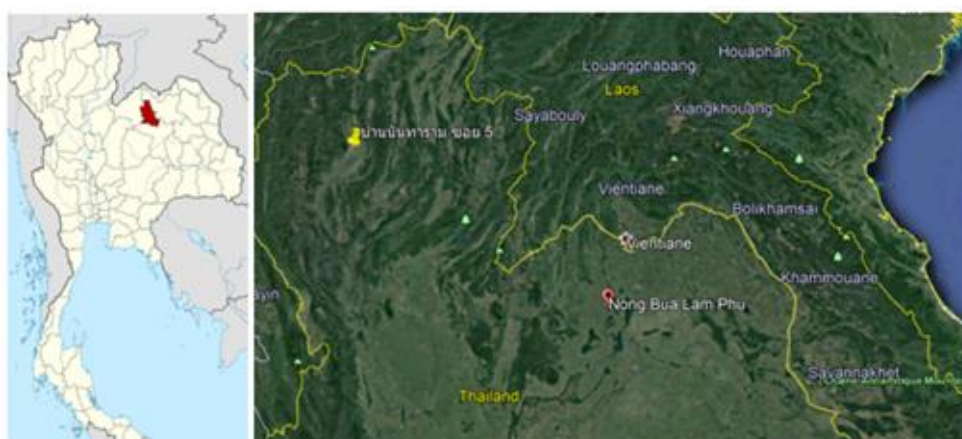 Houaphan
Louangphabang
Laos
Xiangkhouang
Sayabouly
บ้านนันทาราม ซอย 5
Vientiane
Bolikhamsai
Vientiane
Khammouane
Nong Bua Lam Phu
Savannakhet
Thailand